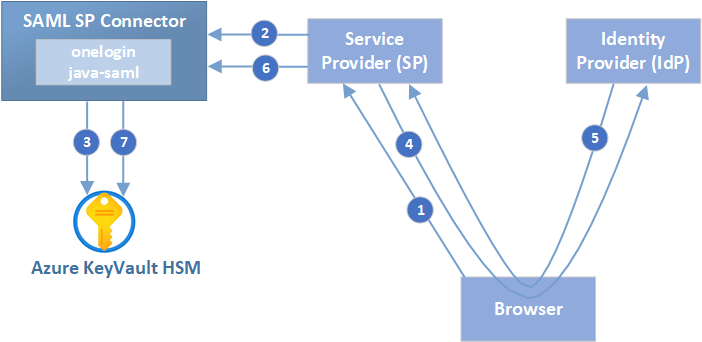 SAML SP Connector
onelogin
java-saml
2
6
Service
Provider (SP)
Identity
Provider (IdP)
3
7
4
5
1
Azure KeyVault HSM
Browser